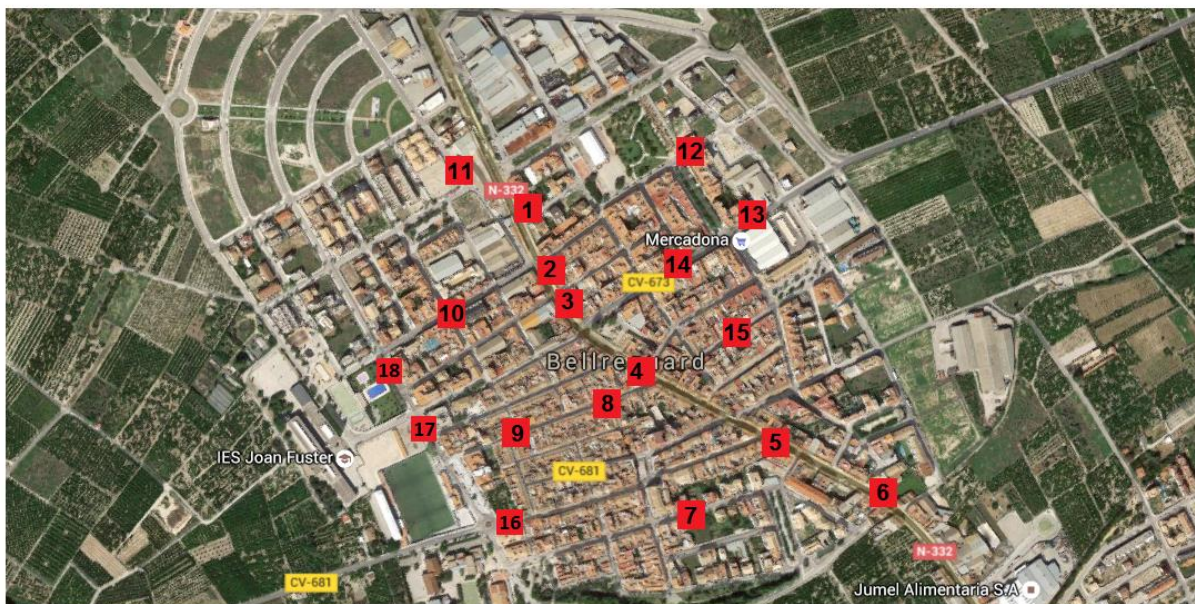 12
11
N-332
1
13
Mercadona
2
14
CV-673
3
10
15
Bellreguard
4
18
8
17
9
5
IES Joan Fuster
CV-681
6
7
16
N-332
CV-681
Jumel Alimentaria S.A